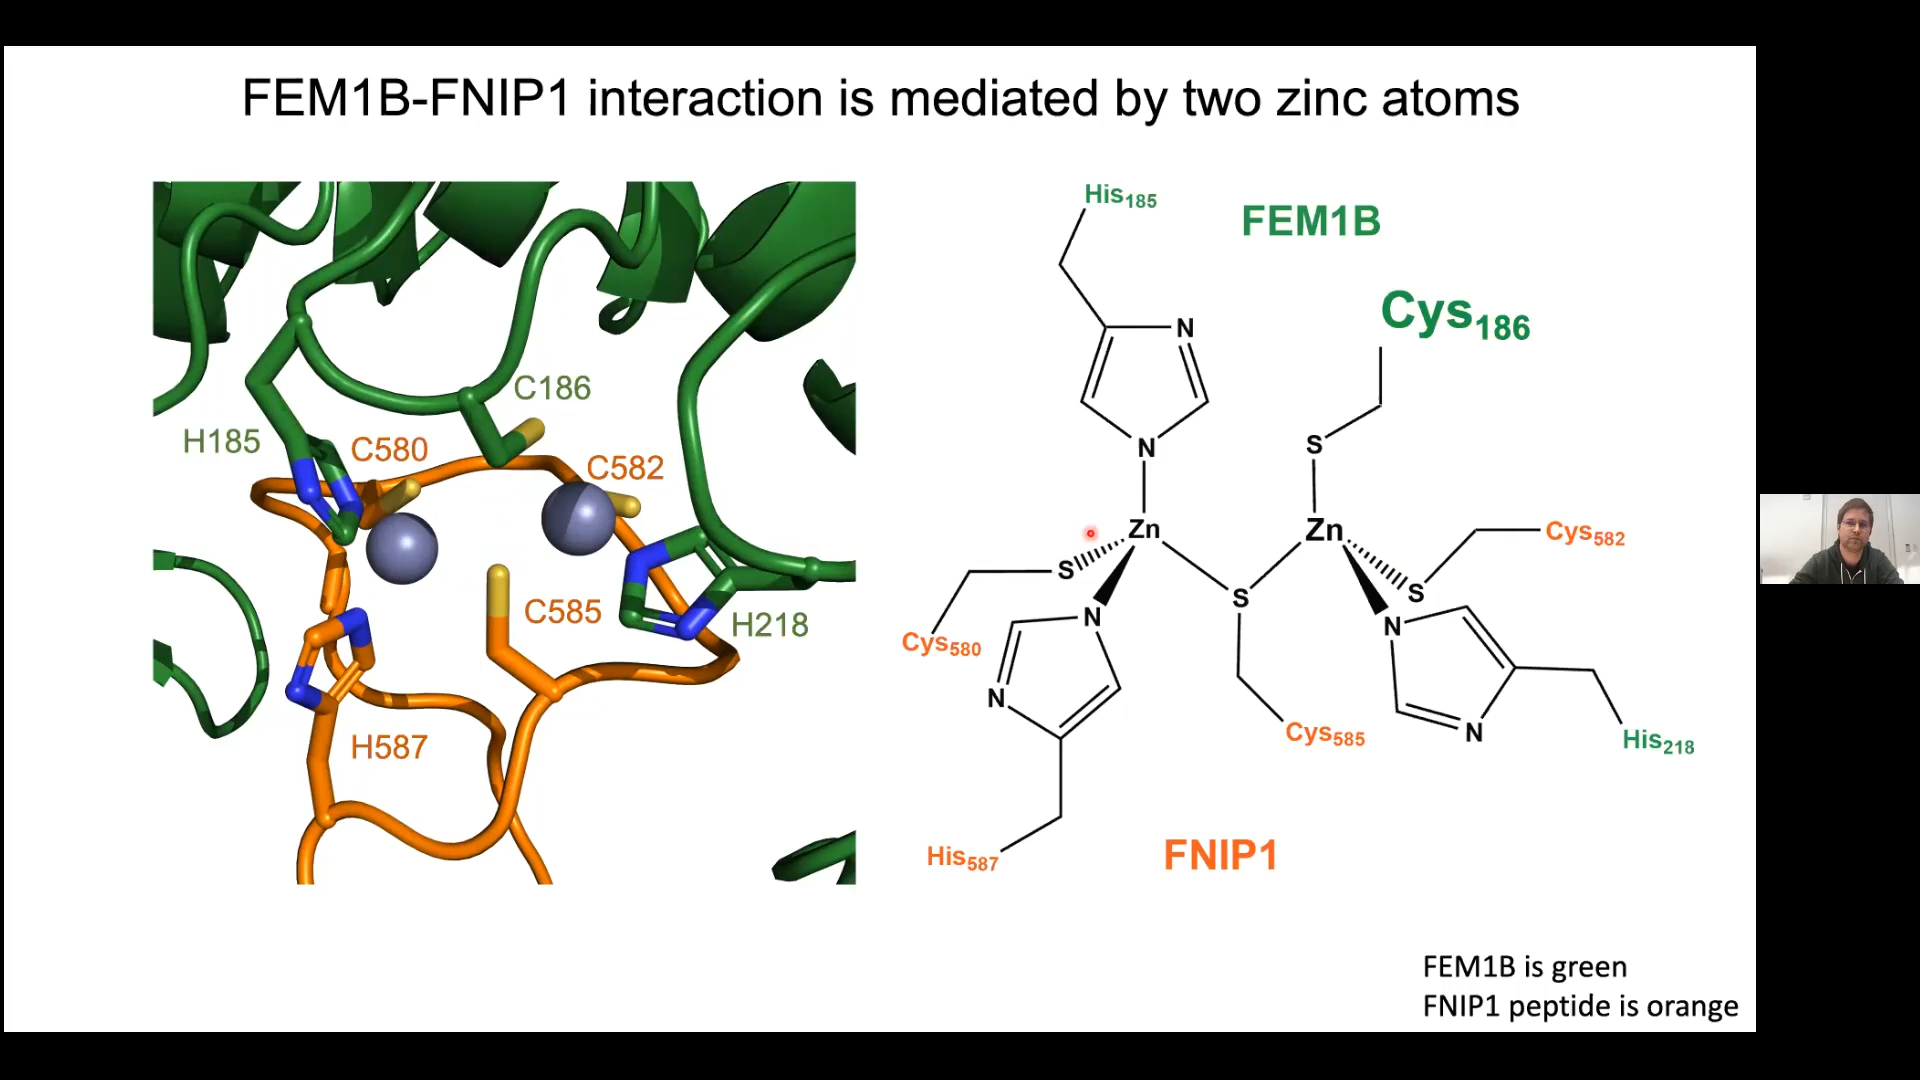 FEM1B-FNIP1 interaction is mediated by two zinc atoms
C186
H185
C580
C582
C585
H218
H587
His185
FEM1B
Cys186
N
S
N
Zn
Zn
Cys582
S
S
S
N
N
Cys580
N
N
Cys585
His218
His587
FNIP1
FEM1B is green
FNIP1 peptide is orange